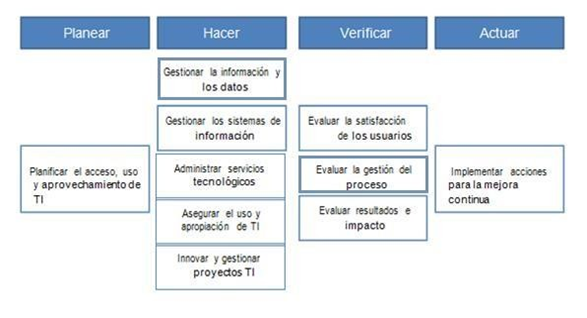 Planear
Hacer
Verificar
Actuar
Planificar el acceso, uso
y aprovechamiento de
TI
Gestionar la información y
los datos
Gestionar los sistemas de
información
Administrar servicios
tecnológicos
Asegurar el uso y
apropiación de TI
Innovar y gestionar
proyectos TI
Evaluar la satisfacción
de los usuarios
Evaluar la gestión del
proceso
Evaluar resultados e
impacto
Implementar acciones
para la mejora
continua